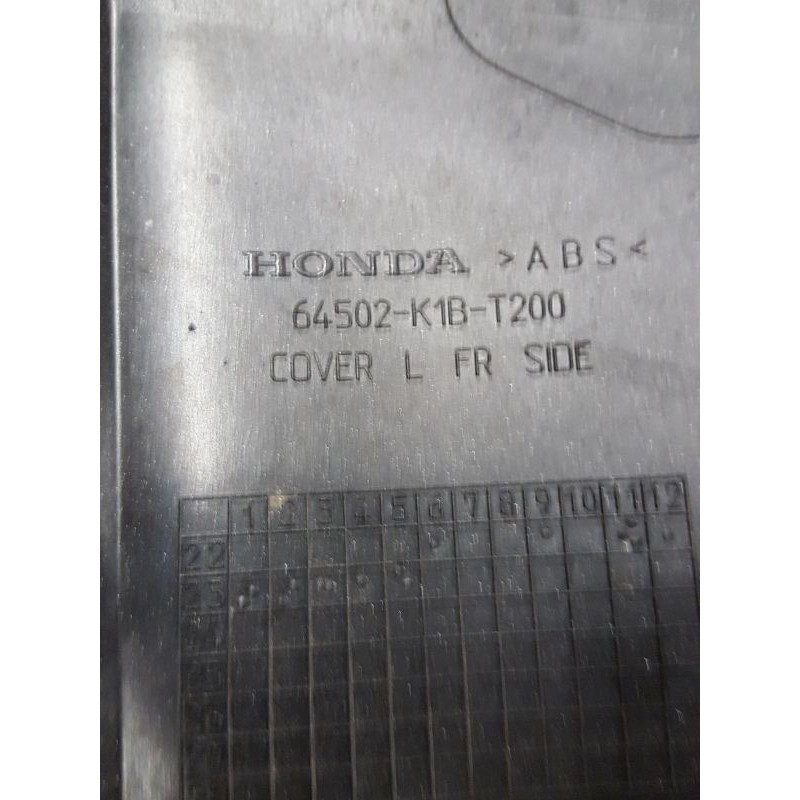 HONDA >ABS<
64502-K1B-T200
COVER L FR SIDE
1 2 3 4 5 6 7 8 9 10 11 12
22
23